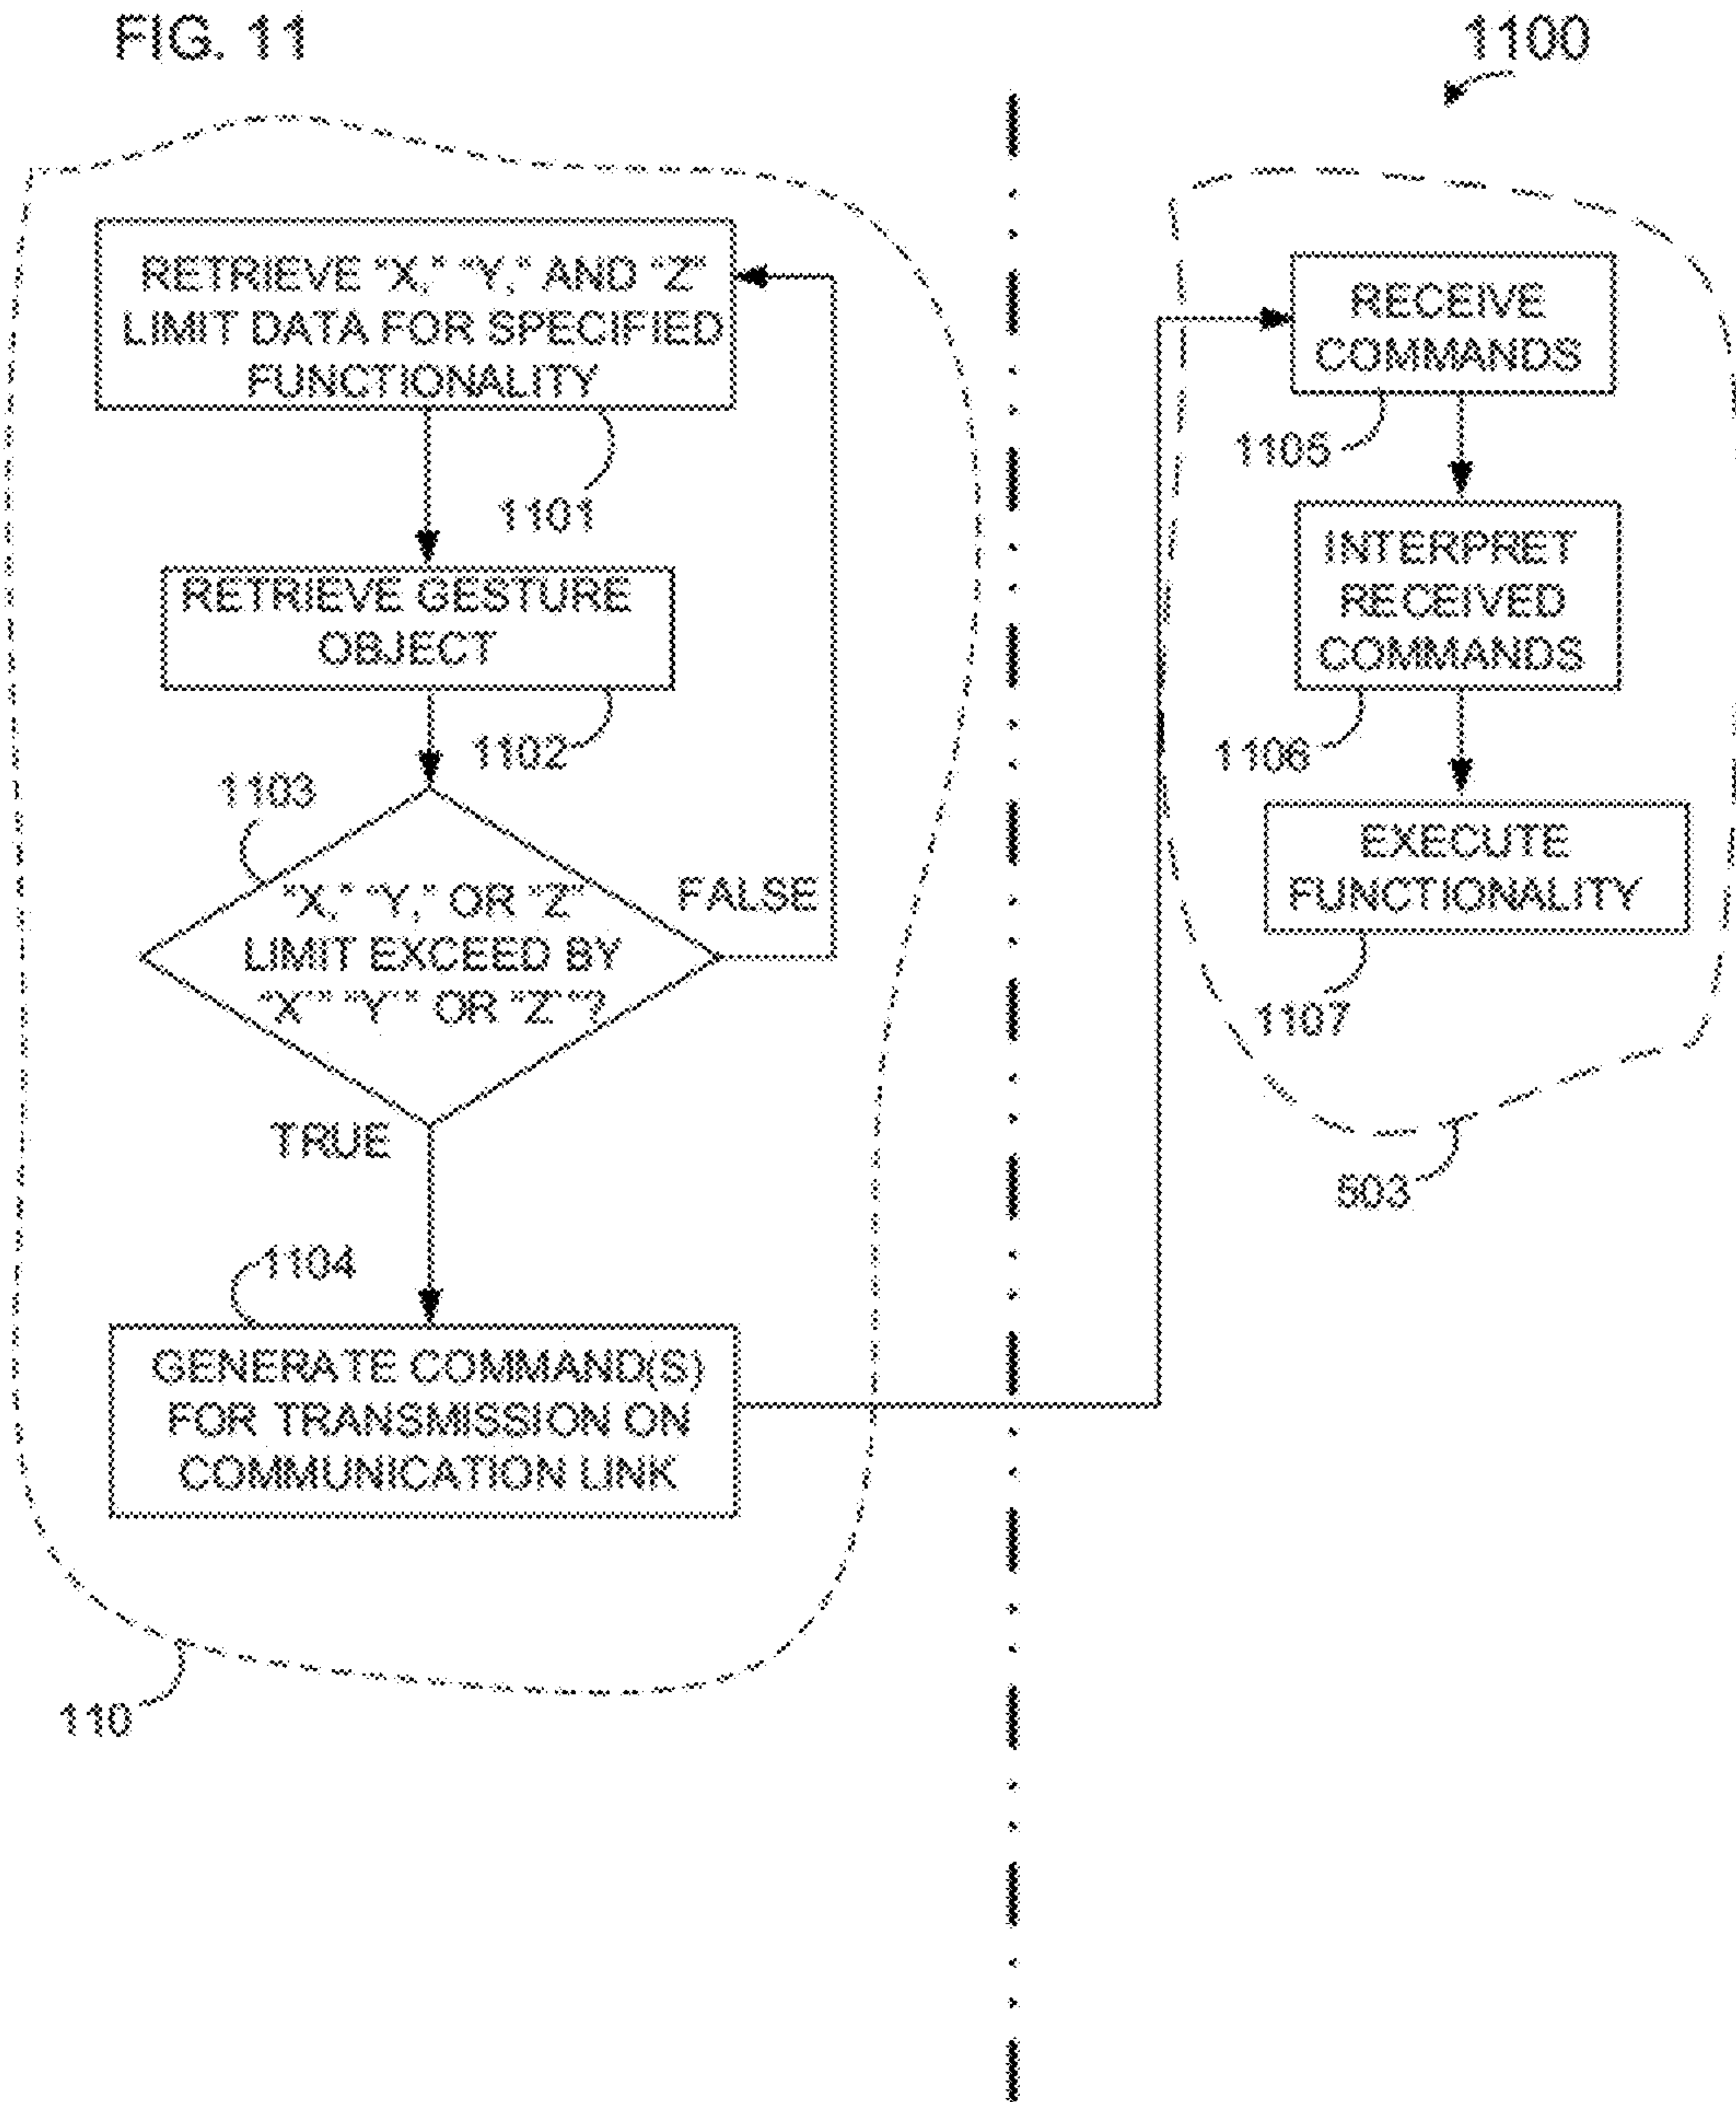 FIG. 11
1100
RETRIEVE "X," "Y," AND "Z"
LIMIT DATA FOR SPECIFIED
FUNCTIONALITY
1101
RETRIEVE GESTURE
OBJECT
1102
1103
"X," "Y," OR "Z"
LIMIT EXCEED BY
"X'" "Y'" OR "Z'"?
FALSE
TRUE
1104
GENERATE COMMAND(S)
FOR TRANSMISSION ON
COMMUNICATION LINK
110
RECEIVE
COMMANDS
1105
INTERPRET
RECEIVED
COMMANDS
1106
EXECUTE
FUNCTIONALITY
1107
503